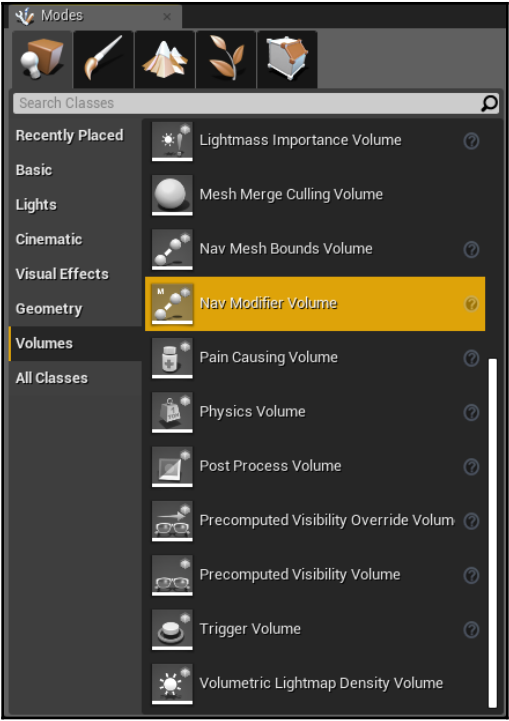 Modes
Search Classes
Recently Placed
Basic
Lights
Cinematic
Visual Effects
Geometry
Volumes
All Classes
Lightmass Importance Volume
Mesh Merge Culling Volume
Nav Mesh Bounds Volume
M
Nav Modifier Volume
Pain Causing Volume
Physics Volume
Post Process Volume
Precomputed Visibility Override Volum
Precomputed Visibility Volume
Trigger Volume
Volumetric Lightmap Density Volume